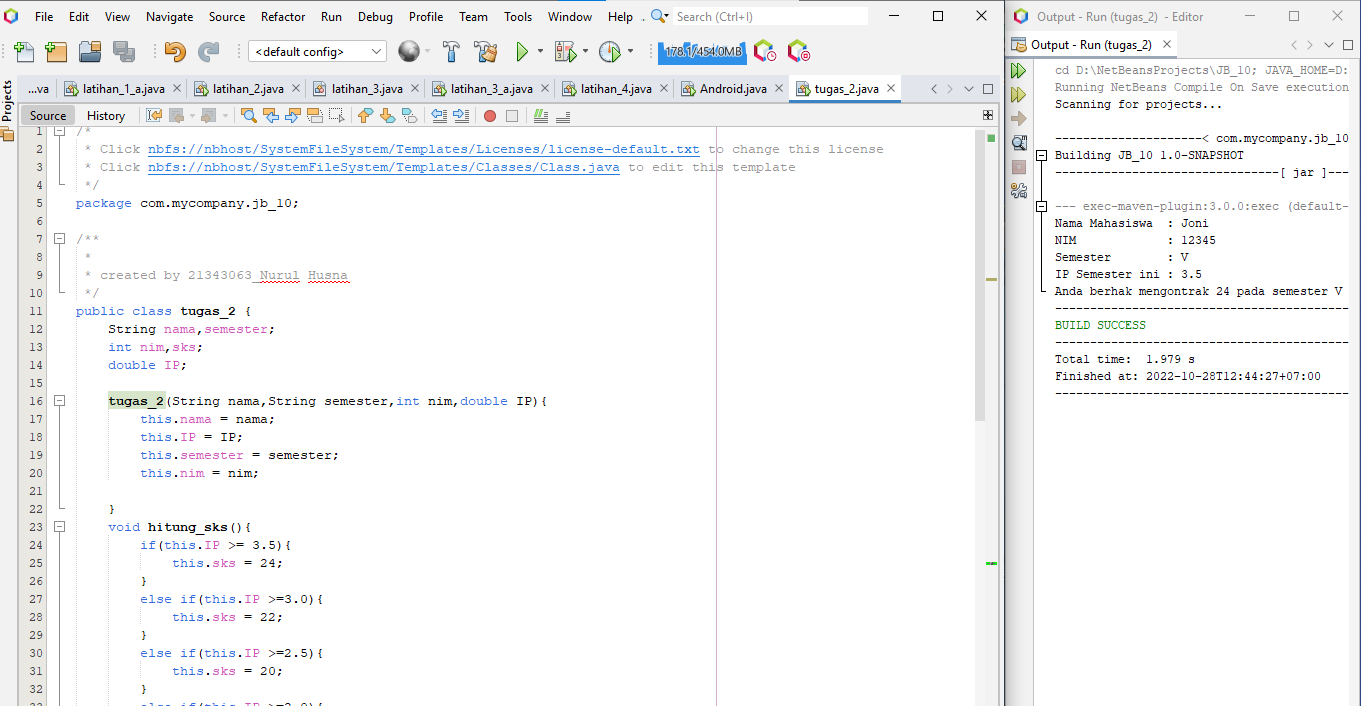 File Edit View Navigate Source Refactor Run Debug Profile Team Tools Window Help Search (Ctrl+I)
<default config> 178.1/454.0MB
Projects
...va latihan_1_a.java latihan_2.java latihan_3.java latihan_3_a.java latihan_4.java Android.java tugas_2.java
Source History
1 /*
2 * Click nbfs://nbhost/SystemFileSystem/Templates/Licenses/license-default.txt to change this license
3 * Click nbfs://nbhost/SystemFileSystem/Templates/Classes/Class.java to edit this template
4 */
5 package com.mycompany.jb_10;
6
7 /**
8 *
9 * created by 21343063_Nurul Husna
10 */
11 public class tugas_2 {
12 String nama,semester;
13 int nim,sks;
14 double IP;
15
16 tugas_2(String nama,String semester,int nim,double IP){
17 this.nama = nama;
18 this.IP = IP;
19 this.semester = semester;
20 this.nim = nim;
21
22 }
23 void hitung_sks(){
24 if(this.IP >= 3.5){
25 this.sks = 24;
26 }
27 else if(this.IP >=3.0){
28 this.sks = 22;
29 }
30 else if(this.IP >=2.5){
31 this.sks = 20;
32 }
Output - Run (tugas_2) - Editor
Output - Run (tugas_2)
cd D:\NetBeansProjects\JB_10; JAVA_HOME=D:
Running NetBeans Compile On Save execution
Scanning for projects...
---------------------< com.mycompany.jb_10
Building JB_10 1.0-SNAPSHOT
--------------------------------[ jar ]---
--- exec-maven-plugin:3.0.0:exec (default-
Nama Mahasiswa : Joni
NIM : 12345
Semester : V
IP Semester ini : 3.5
Anda berhak mengontrak 24 pada semester V
------------------------------------------
BUILD SUCCESS
------------------------------------------
Total time: 1.979 s
Finished at: 2022-10-28T12:44:27+07:00
------------------------------------------